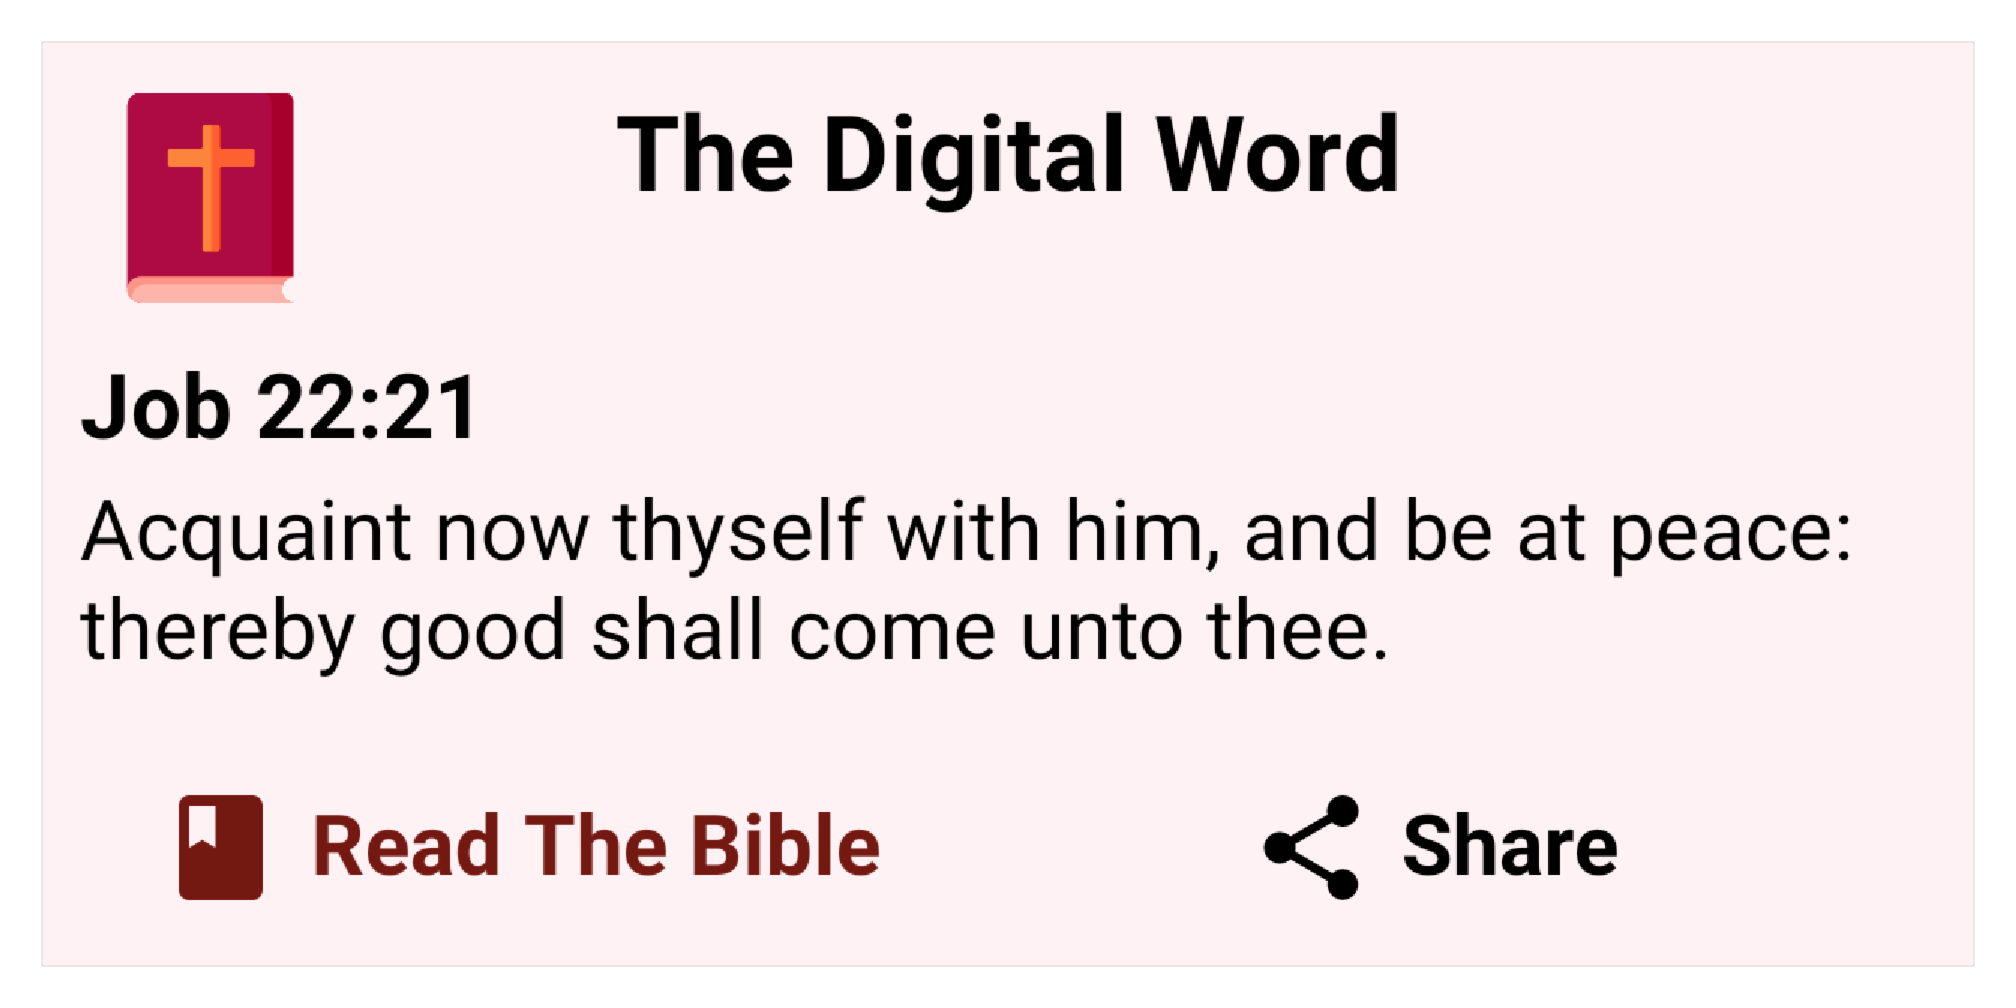 The Digital Word
Job 22:21
Acquaint now thyself with him, and be at peace:
thereby good shall come unto thee.
Read The Bible
Share